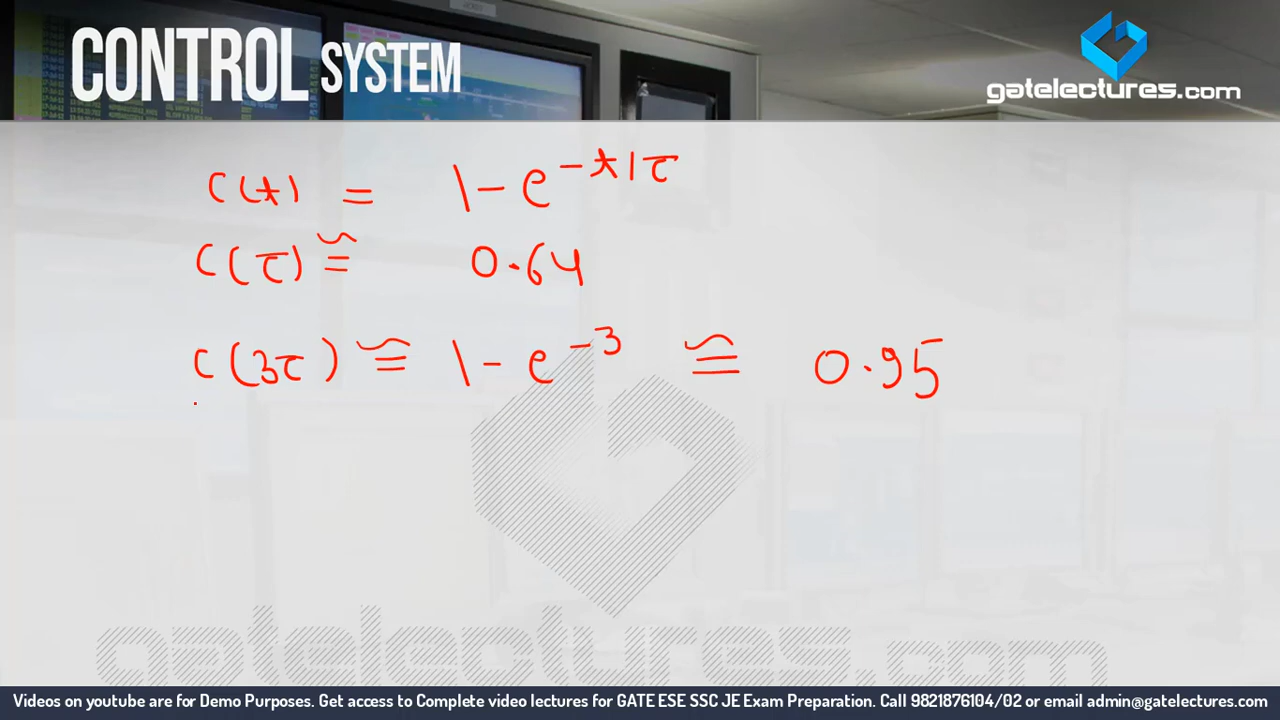 CONTROL SYSTEM
gatelectures.com
C(t) = 1 - e^{-t/τ}
C(τ) ≅ 0.64
C(3τ) ≅ 1 - e^{-3} ≅ 0.95
gatelectures.com
Videos on youtube are for Demo Purposes. Get access to Complete video lectures for GATE ESE SSC JE Exam Preparation. Call 9821876104/02 or email admin@gatelectures.com